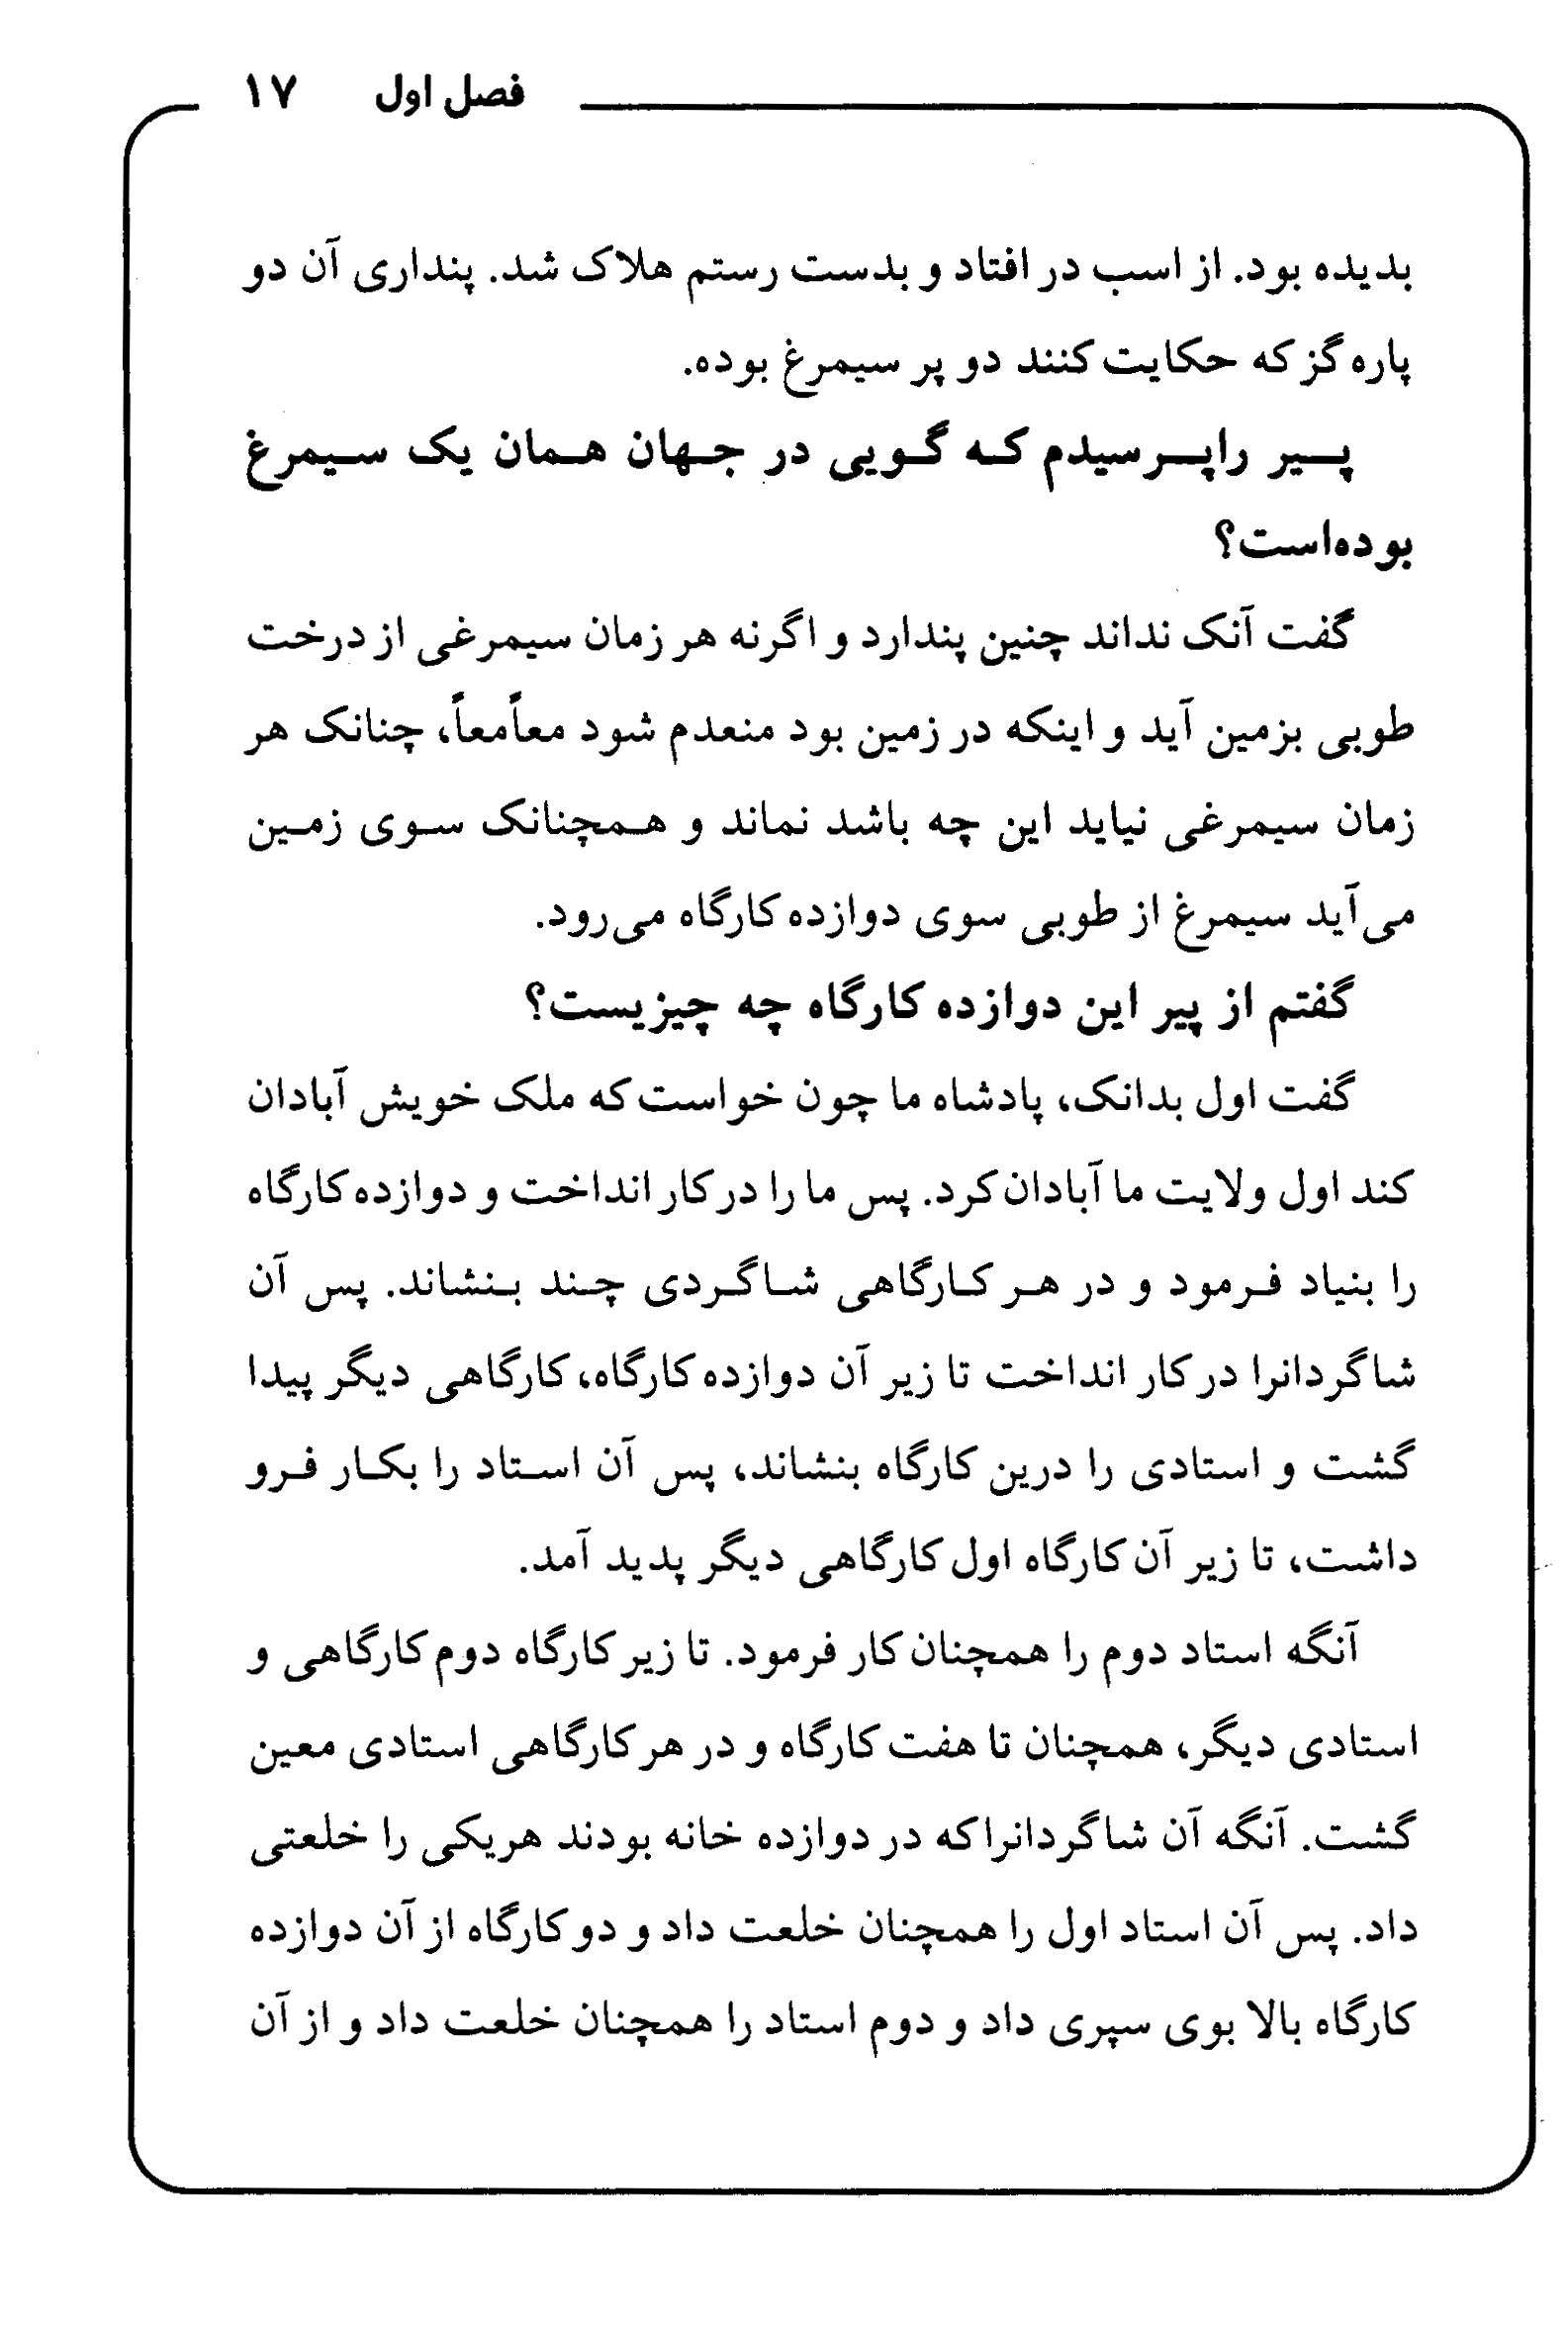 فصل اول ۱۷
بدیده بود. از اسب در افتاد و بدست رستم هلاک شد. پنداری آن دو
پاره گز که حکایت کنند دو پر سیمرغ بوده.
پیر راپرسیدم که گویی در جهان همان یک سیمرغ
بوده‌است؟
گفت آنک نداند چنین پندارد و اگرنه هر زمان سیمرغی از درخت
طوبی بزمین آید و اینکه در زمین بود منعدم شود معاًمعاً، چنانک هر
زمان سیمرغی نیاید این چه باشد نماند و همچنانک سوی زمین
می‌آید سیمرغ از طوبی سوی دوازده کارگاه می‌رود.
گفتم از پیر این دوازده کارگاه چه چیزیست؟
گفت اول بدانک، پادشاه ما چون خواست که ملک خویش آبادان
کند اول ولایت ما آبادان کرد. پس ما را در کار انداخت و دوازده کارگاه
را بنیاد فرمود و در هر کارگاهی شاگردی چند بنشاند. پس آن
شاگردانرا در کار انداخت تا زیر آن دوازده کارگاه، کارگاهی دیگر پیدا
گشت و استادی را درین کارگاه بنشاند، پس آن استاد را بکار فرو
داشت، تا زیر آن کارگاه اول کارگاهی دیگر پدید آمد.
آنگه استاد دوم را همچنان کار فرمود. تا زیر کارگاه دوم کارگاهی و
استادی دیگر، همچنان تا هفت کارگاه و در هر کارگاهی استادی معین
گشت. آنگه آن شاگردانرا که در دوازده خانه بودند هریکی را خلعتی
داد. پس آن استاد اول را همچنان خلعت داد و دو کارگاه از آن دوازده
کارگاه بالا بوی سپری داد و دوم استاد را همچنان خلعت داد و از آن